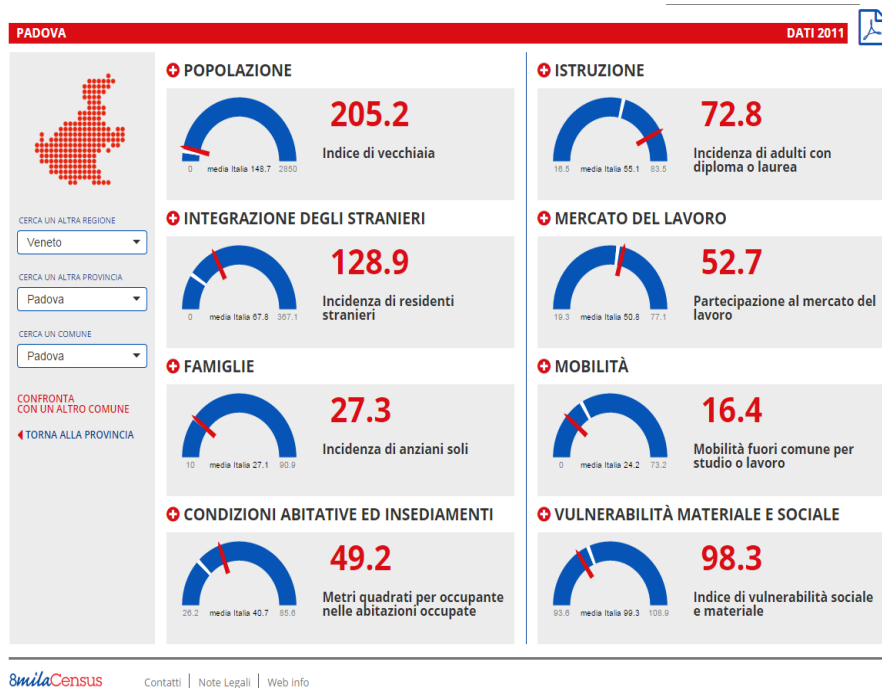 PADOVA
DATI 2011
CERCA UN ALTRA REGIONE
Veneto
CERCA UN ALTRA PROVINCIA
Padova
CERCA UN COMUNE
Padova
CONFRONTA
CON UN ALTRO COMUNE
TORNA ALLA PROVINCIA
POPOLAZIONE
205.2
Indice di vecchiaia
0 media Italia 148.7 2850
INTEGRAZIONE DEGLI STRANIERI
128.9
Incidenza di residenti
stranieri
0 media Italia 67.8 367.1
FAMIGLIE
27.3
Incidenza di anziani soli
10 media Italia 27.1 90.9
CONDIZIONI ABITATIVE ED INSEDIAMENTI
49.2
Metri quadrati per occupante
nelle abitazioni occupate
26.2 media Italia 40.7 85.6
ISTRUZIONE
72.8
Incidenza di adulti con
diploma o laurea
16.5 media Italia 55.1 83.5
MERCATO DEL LAVORO
52.7
Partecipazione al mercato del
lavoro
19.3 media Italia 50.8 77.1
MOBILITÀ
16.4
Mobilità fuori comune per
studio o lavoro
0 media Italia 24.2 73.2
VULNERABILITÀ MATERIALE E SOCIALE
98.3
Indice di vulnerabilità sociale
e materiale
93.6 media Italia 99.3 108.9
8milaCensus
Contatti | Note Legali | Web info